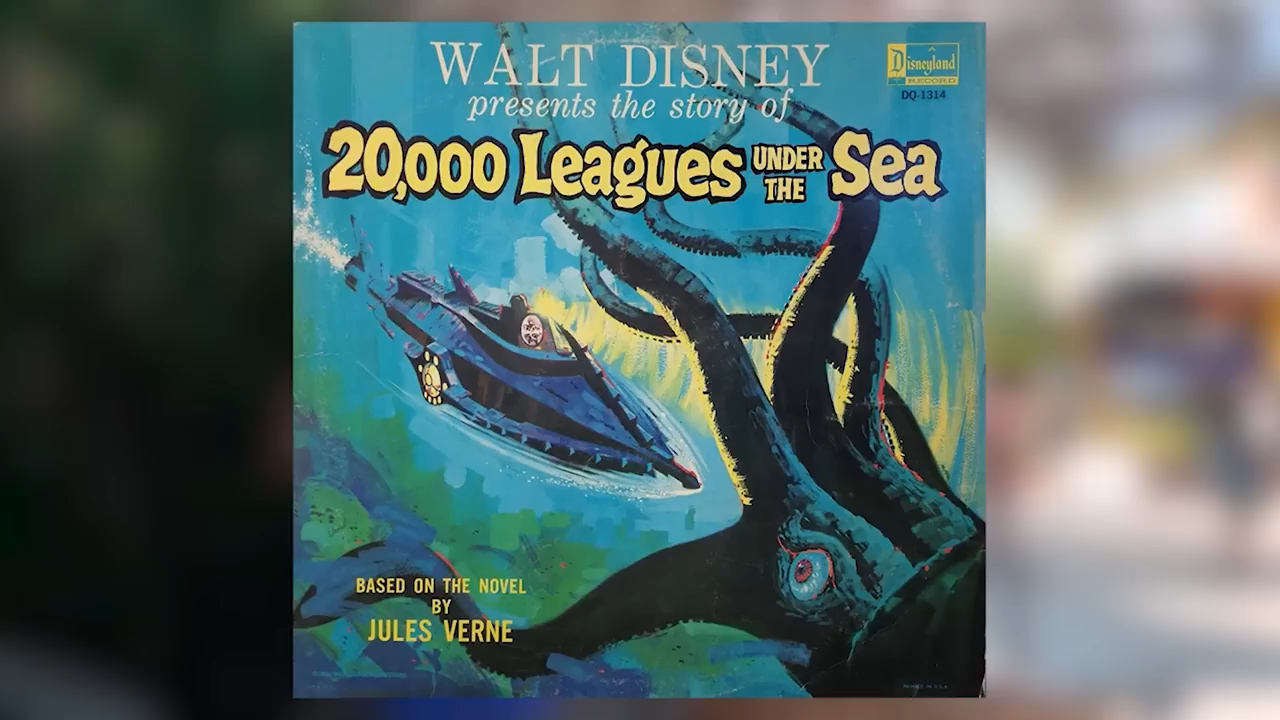 WALT DISNEY
presents the story of
20,000 Leagues UNDER THE Sea
Disneyland
RECORD
DQ-1314
BASED ON THE NOVEL
BY
JULES VERNE